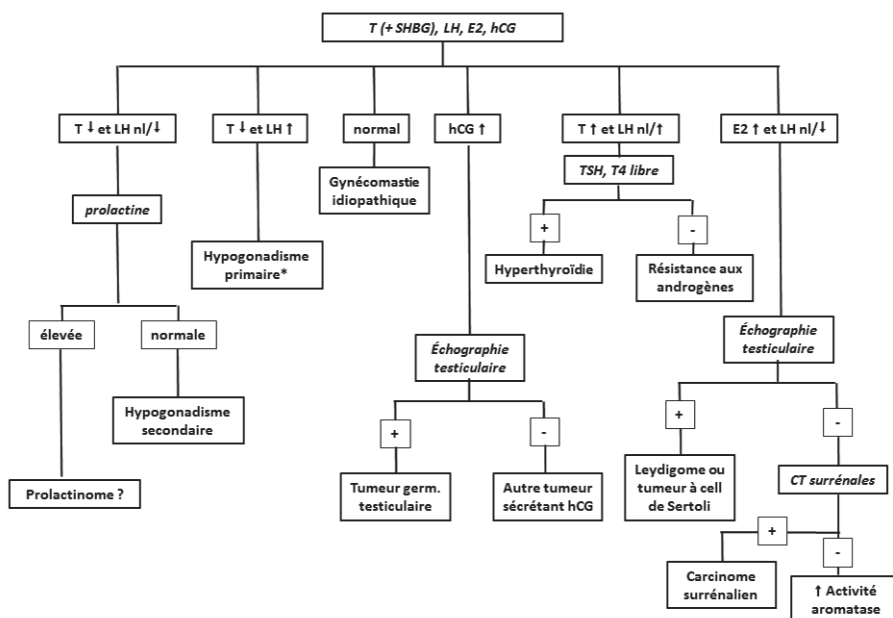 T (+ SHBG), LH, E2, hCG
T ↓ et LH nl/↓
T ↓ et LH ↑
normal
hCG ↑
T ↑ et LH nl/↑
E2 ↑ et LH nl/↓
TSH, T4 libre
Gynécomastie
idiopathique
prolactine
+
-
Hypogonadisme
primaire*
Hyperthyroïdie
Résistance aux
androgènes
élevée
normale
Échographie
testiculaire
Échographie
testiculaire
Hypogonadisme
secondaire
+
-
+
-
Prolactinome ?
Tumeur germ.
testiculaire
Autre tumeur
sécrétant hCG
Leydigome ou
tumeur à cell
de Sertoli
CT surrénales
+
-
Carcinome
surrénalien
↑ Activité
aromatase